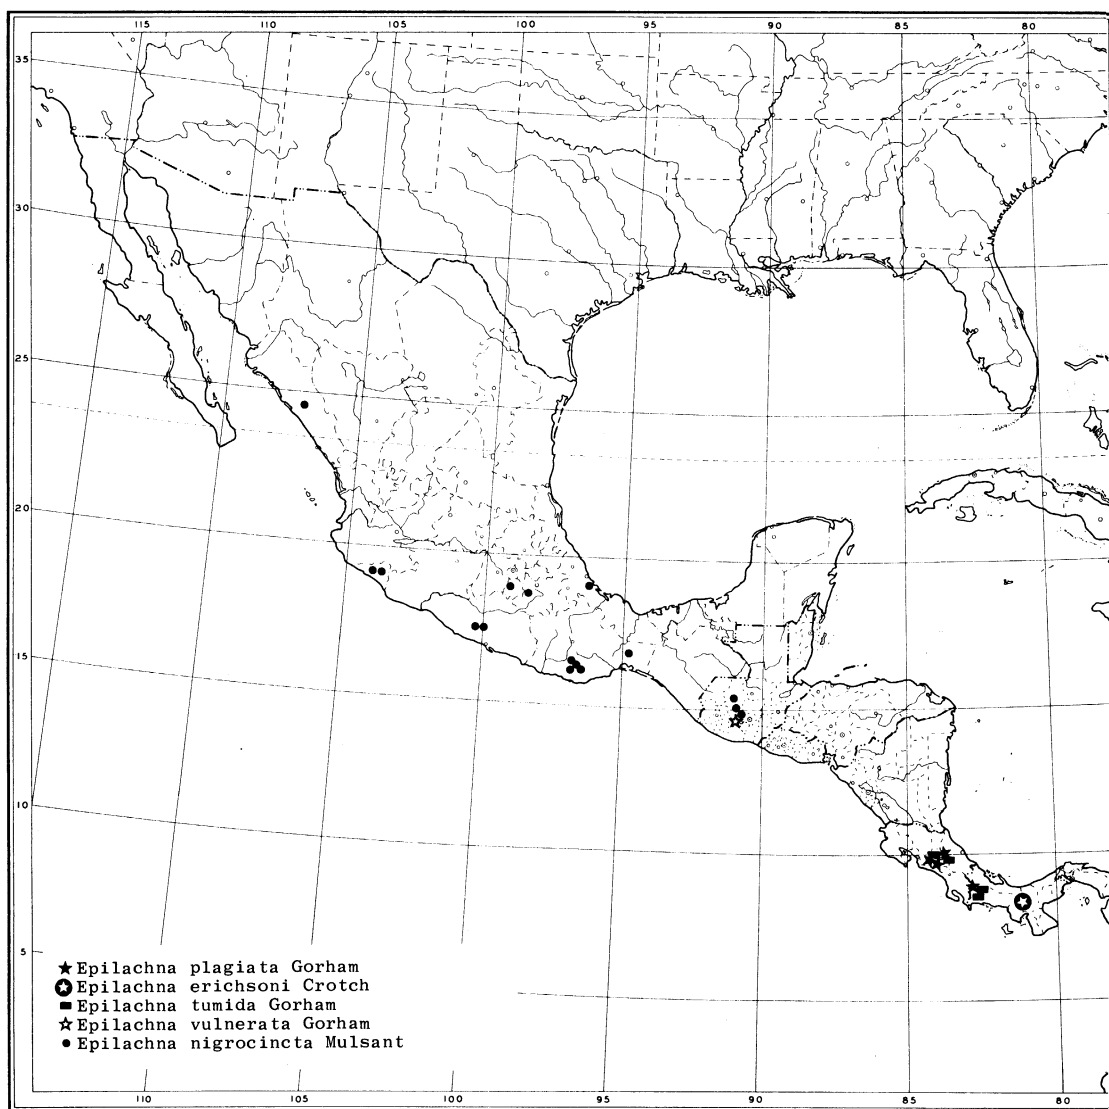 115 110 105 100 95 90 85 80
35
30
25
20
15
10
5
Epilachna plagiata Gorham
Epilachna erichsoni Crotch
Epilachna tumida Gorham
Epilachna vulnerata Gorham
Epilachna nigrocincta Mulsant
110 105 100 95 90 85 80